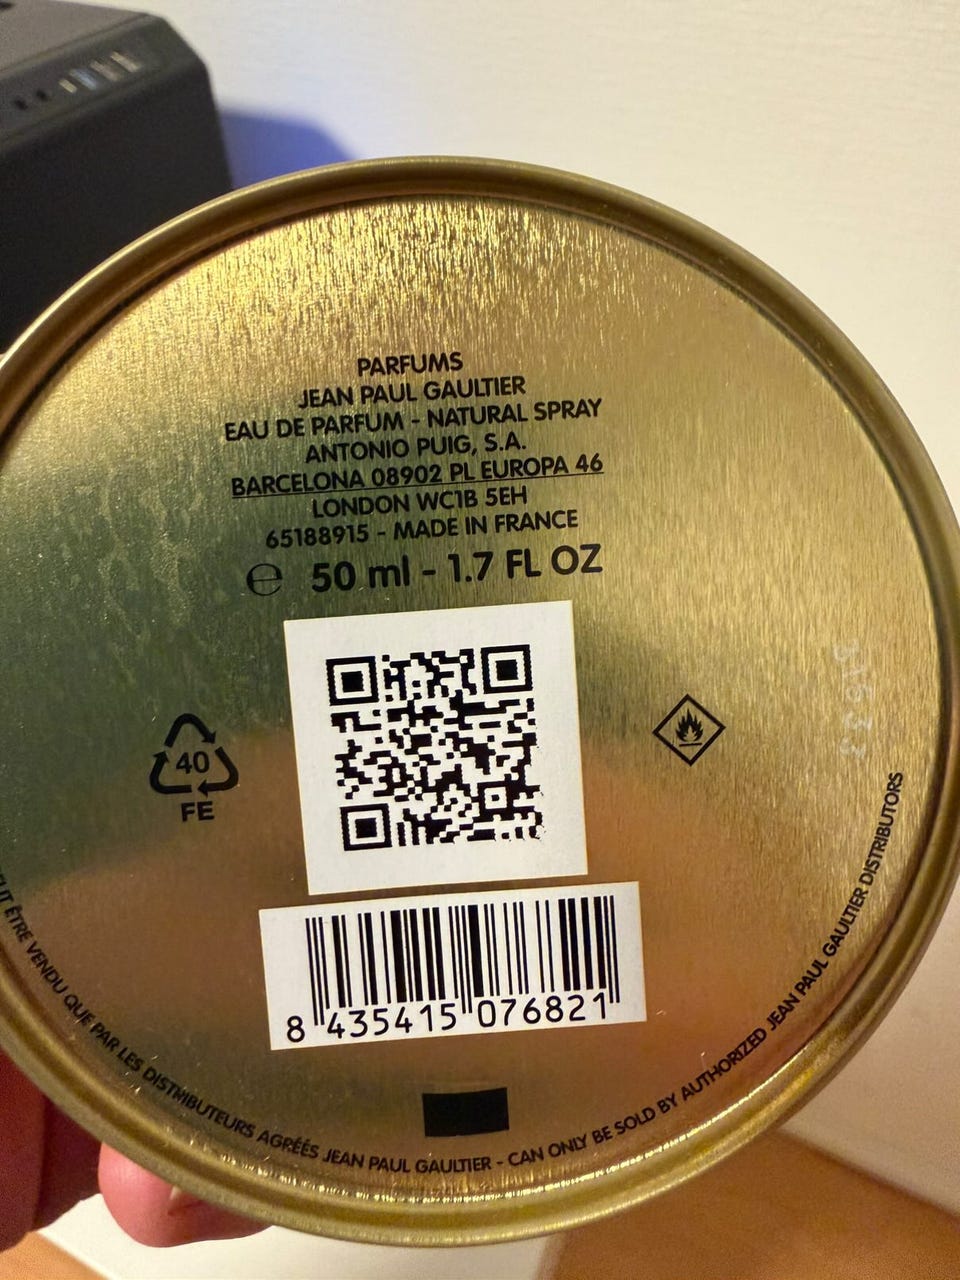 PARFUMS
JEAN PAUL GAULTIER
EAU DE PARFUM - NATURAL SPRAY
ANTONIO PUIG, S.A.
BARCELONA 08902 PL EUROPA 46
LONDON WC1B 5EH
65188915 - MADE IN FRANCE
℮ 50 ml - 1.7 FL OZ
40
FE
8 435415 076821
ÊTRE VENDU QUE PAR LES DISTRIBUTEURS AGRÉÉS JEAN PAUL GAULTIER - CAN ONLY BE SOLD BY AUTHORIZED JEAN PAUL GAULTIER DISTRIBUTORS